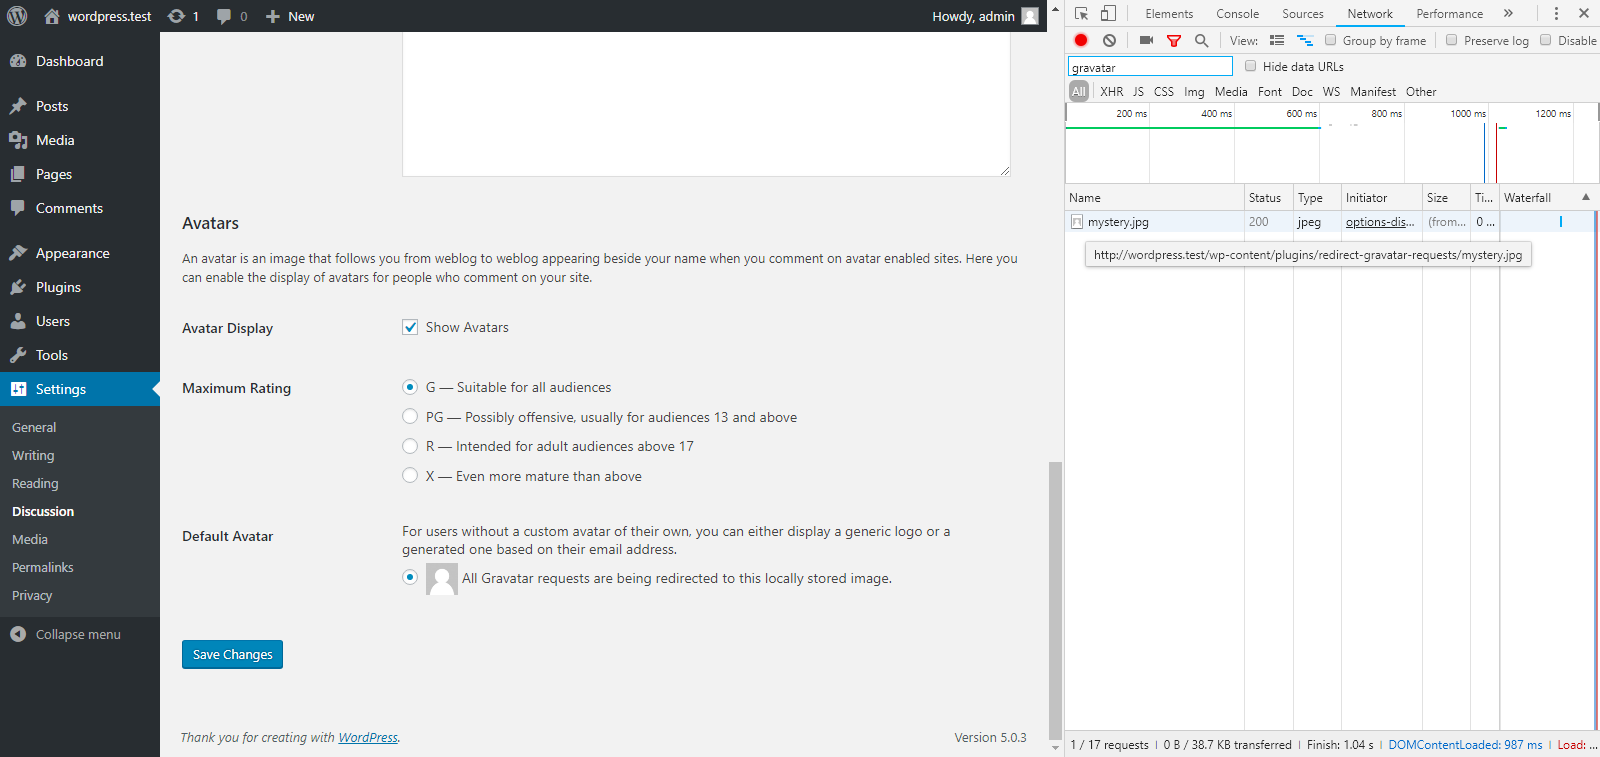 wordpress.test
1
0
New
Howdy, admin
Dashboard
Posts
Media
Pages
Comments
Appearance
Plugins
Users
Tools
Settings
General
Writing
Reading
Discussion
Media
Permalinks
Privacy
Collapse menu
Avatars
An avatar is an image that follows you from weblog to weblog appearing beside your name when you comment on avatar enabled sites. Here you
can enable the display of avatars for people who comment on your site.
Avatar Display
Show Avatars
Maximum Rating
G — Suitable for all audiences
PG — Possibly offensive, usually for audiences 13 and above
R — Intended for adult audiences above 17
X — Even more mature than above
Default Avatar
For users without a custom avatar of their own, you can either display a generic logo or a
generated one based on their email address.
All Gravatar requests are being redirected to this locally stored image.
Save Changes
Thank you for creating with WordPress.
Version 5.0.3
Elements Console Sources Network Performance »
View: Group by frame Preserve log Disable
gravatar Hide data URLs
All XHR JS CSS Img Media Font Doc WS Manifest Other
200 ms 400 ms 600 ms 800 ms 1000 ms 1200 ms
Name Status Type Initiator Size Ti... Waterfall
mystery.jpg 200 jpeg options-dis... (from... 0 ...
http://wordpress.test/wp-content/plugins/redirect-gravatar-requests/mystery.jpg
1 / 17 requests | 0 B / 38.7 KB transferred | Finish: 1.04 s | DOMContentLoaded: 987 ms | Load: ...